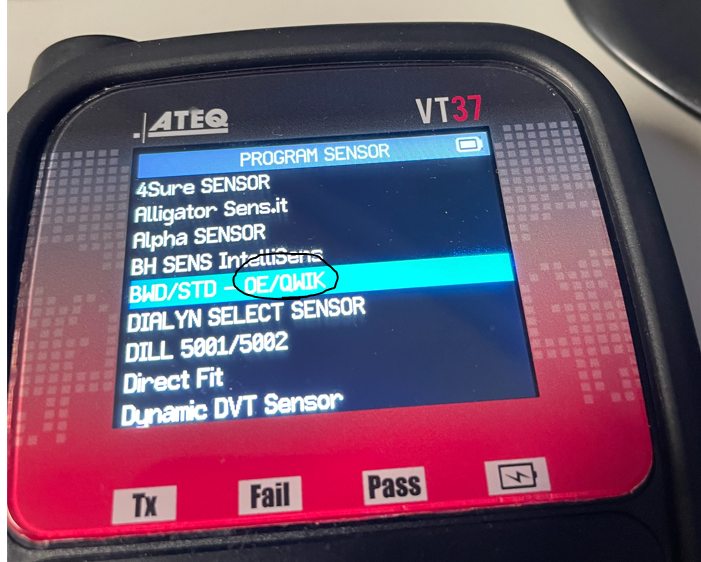 ATEQ
VT37
PROGRAM SENSOR
4Sure SENSOR
Alligator Sens.it
Alpha SENSOR
BH SENS IntelliSens
BWD/STD - OE/QWIK
DIALYN SELECT SENSOR
DILL 5001/5002
Direct Fit
Dynamic DVT Sensor
Tx
Fail
Pass